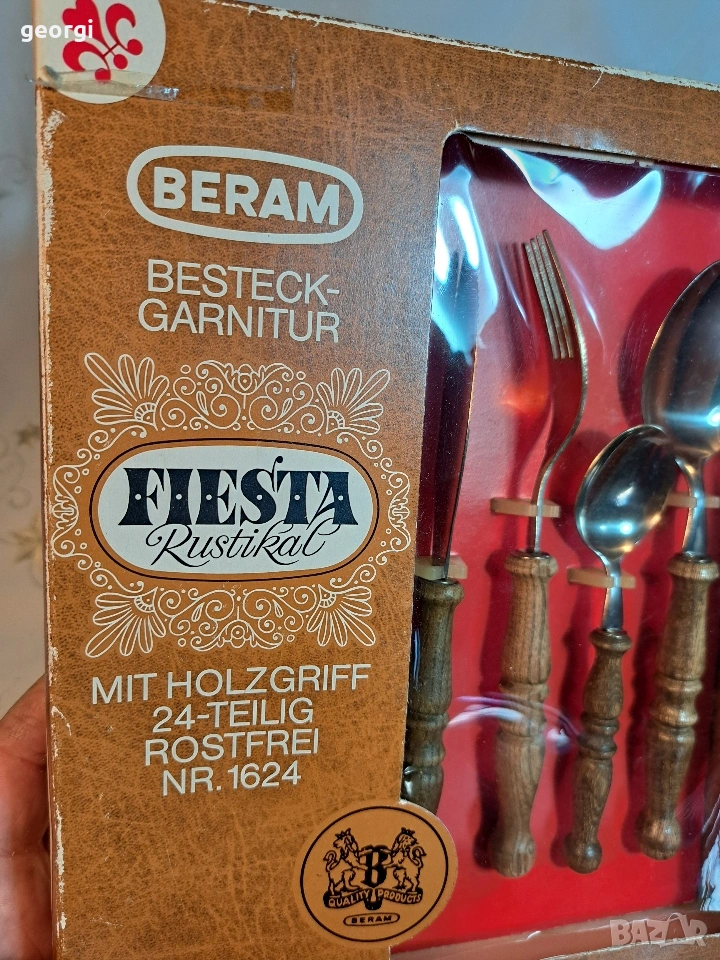 georgi
BERAM
BESTECK-
GARNITUR
FIESTA
Rustikal
MIT HOLZGRIFF
24-TEILIG
ROSTFREI
NR. 1624
B
QUALITY PRODUCTS
BERAM
BAZAR